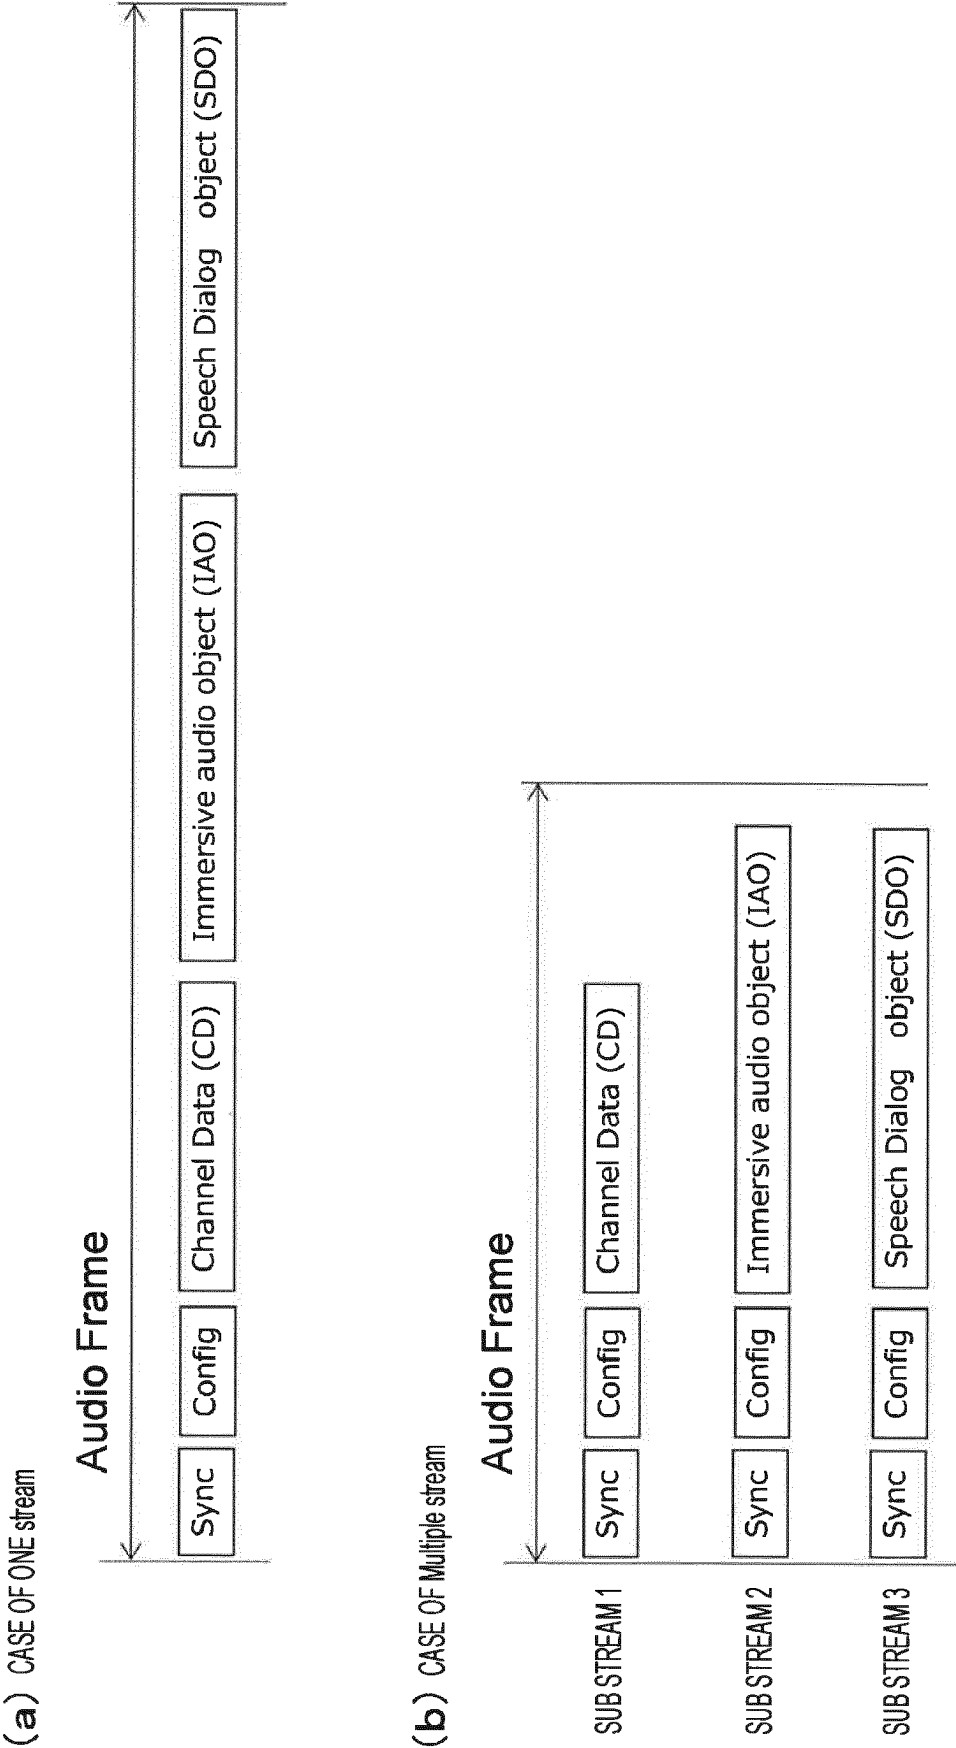 (a) CASE OF ONE stream
Audio Frame
Sync Config Channel Data (CD) Immersive audio object (IAO) Speech Dialog object (SDO)
(b) CASE OF Multiple stream
Audio Frame
SUB STREAM 1 Sync Config Channel Data (CD)
SUB STREAM 2 Sync Config Immersive audio object (IAO)
SUB STREAM 3 Sync Config Speech Dialog object (SDO)